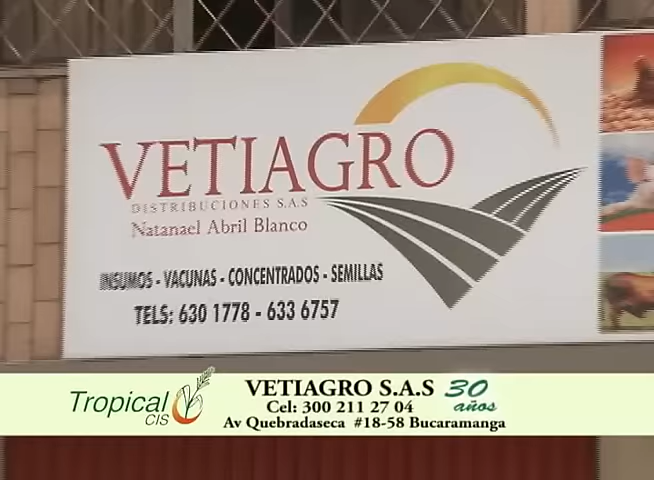 VETIAGRO
DISTRIBUCIONES S.A.S
Natanael Abril Blanco
INSUMOS - VACUNAS - CONCENTRADOS - SEMILLAS
TELS: 630 1778 - 633 6757
Tropical
CIS
VETIAGRO S.A.S
30
años
Cel: 300 211 27 04
Av Quebradaseca #18-58 Bucaramanga